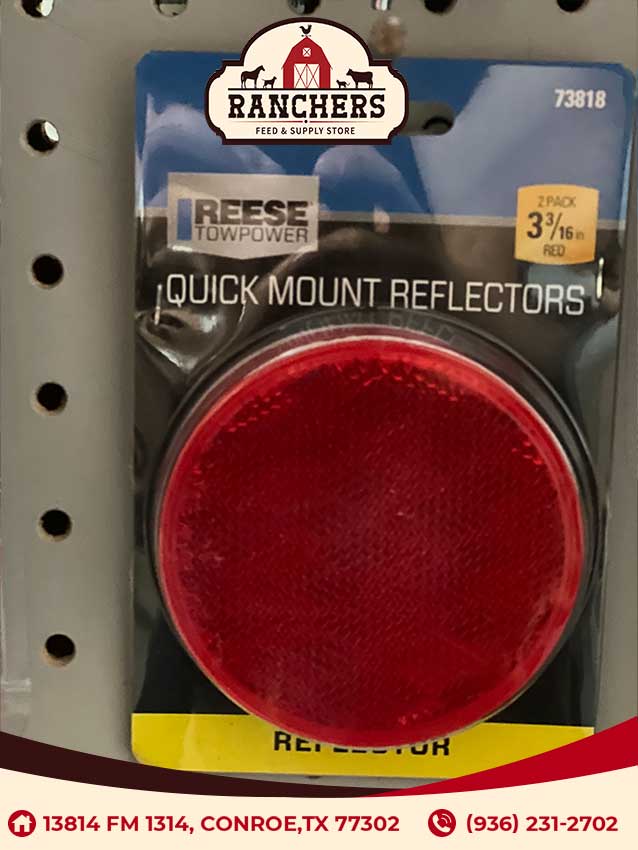 RANCHERS
FEED & SUPPLY STORE
73818
REESE
TOWPOWER
2 PACK
3 3/16 in
RED
QUICK MOUNT REFLECTORS
REFLECTOR
13814 FM 1314, CONROE,TX 77302
(936) 231-2702